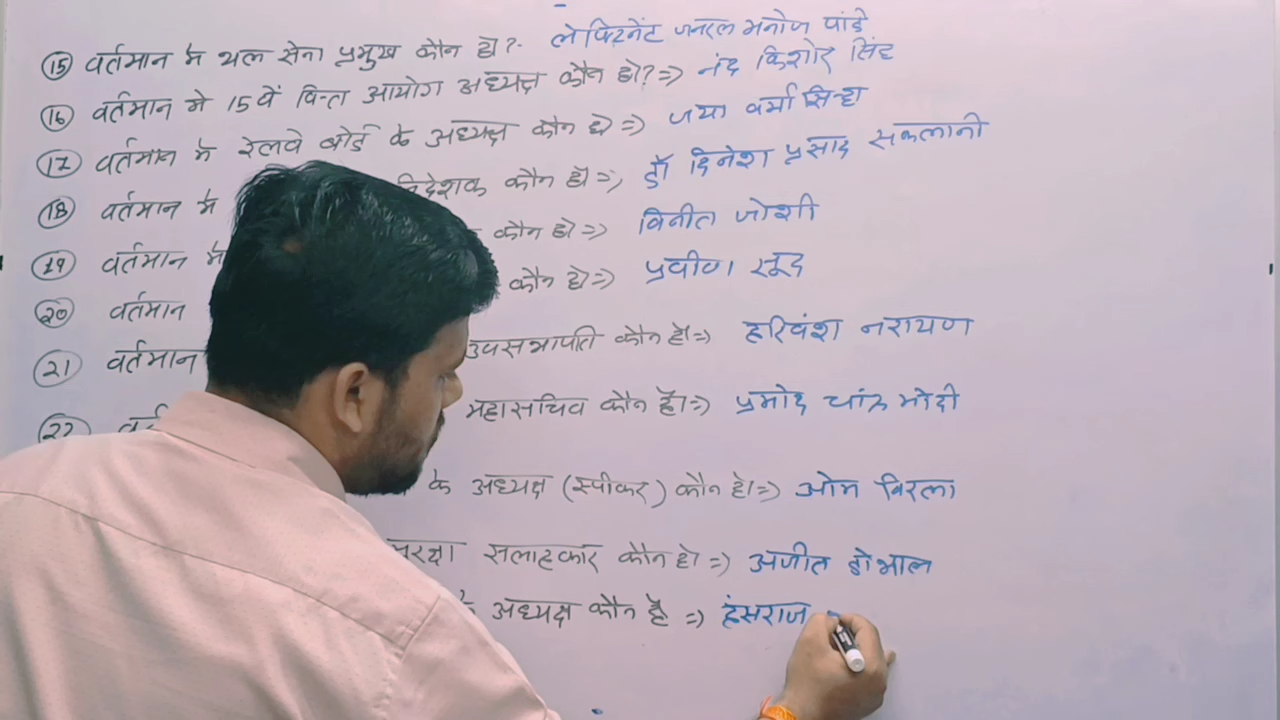 (15) वर्तमान मे थल सेना प्रमुख कौन है? लेफ्टिनेंट जनरल मनोज पांडे
(16) वर्तमान मे 15 वें वित्त आयोग अध्यक्ष कौन है? => नंद किशोर सिंह
(17) वर्तमान मे रेलवे बोर्ड के अध्यक्ष कौन है => जया वर्मा सिन्हा
(18) वर्तमान मे निदेशक कौन है => डॉ दिनेश प्रसाद सकलानी
(19) वर्तमान मे कौन है => विनीत जोशी
(20) वर्तमान कौन है => प्रवीण सूद
(21) वर्तमान उपसभापति कौन है => हरिवंश नारायण
(22) महासचिव कौन है => प्रमोद चंद्र मोदी
के अध्यक्ष (स्पीकर) कौन है => ओम बिरला
सलाहकार कौन है => अजीत डोभाल
अध्यक्ष कौन है => हंसराज